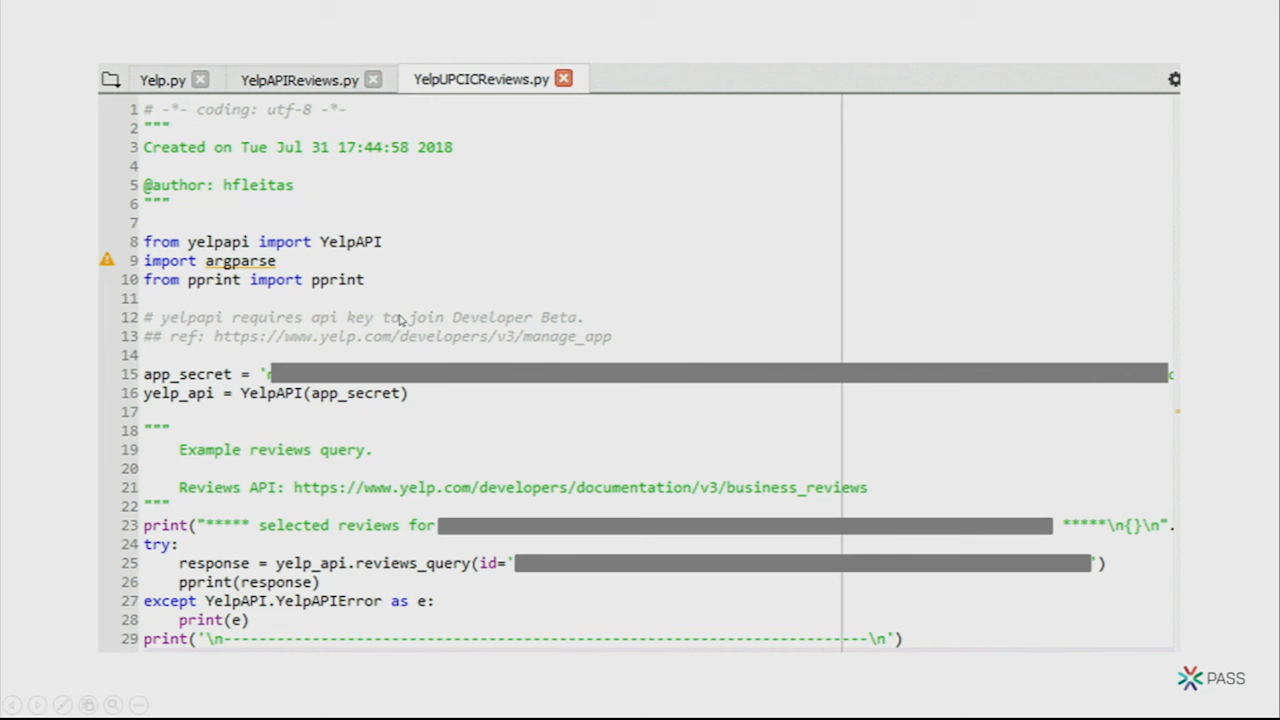 Yelp.py YelpAPIReviews.py YelpUPCICReviews.py
1 # -*- coding: utf-8 -*-
2 """
3 Created on Tue Jul 31 17:44:58 2018
4
5 @author: hfleitas
6 """
7
8 from yelpapi import YelpAPI
9 import argparse
10 from pprint import pprint
11
12 # yelpapi requires api key to join Developer Beta.
13 ## ref: https://www.yelp.com/developers/v3/manage_app
14
15 app_secret = '
16 yelp_api = YelpAPI(app_secret)
17
18 """
19 Example reviews query.
20
21 Reviews API: https://www.yelp.com/developers/documentation/v3/business_reviews
22 """
23 print("***** selected reviews for *****\n{}\n".
24 try:
25 response = yelp_api.reviews_query(id='')
26 pprint(response)
27 except YelpAPI.YelpAPIError as e:
28 print(e)
29 print('\n-------------------------------------------------------------------------\n')
PASS